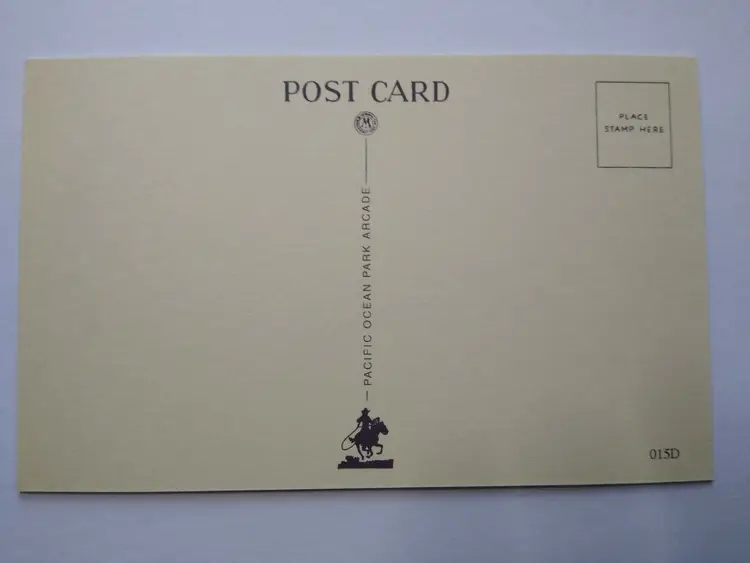 POST CARD
M
PLACE
STAMP HERE
PACIFIC OCEAN PARK ARCADE
015D